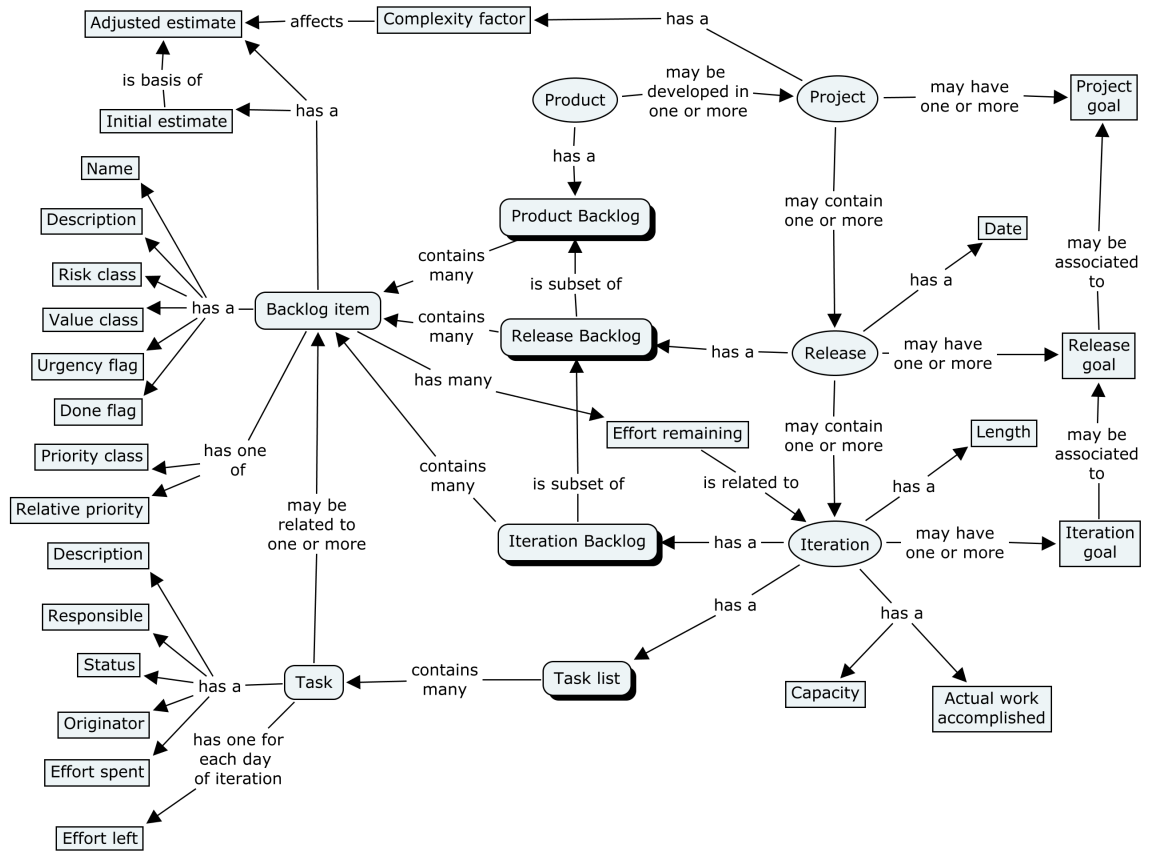 Adjusted estimate
affects
Complexity factor
has a
is basis of
Initial estimate
has a
Product
may be
developed in
one or more
Project
may have
one or more
Project
goal
has a
Name
Description
Risk class
Value class
Urgency flag
Done flag
has a
Backlog item
Product Backlog
contains
many
is subset of
contains
many
Release Backlog
has a
may contain
one or more
Date
has a
Release
may have
one or more
Release
goal
may be
associated
to
has many
Effort remaining
is related to
may contain
one or more
Length
has a
may be
associated
to
Priority class
Relative priority
has one
of
contains
many
is subset of
may be
related to
one or more
Iteration Backlog
has a
Iteration
may have
one or more
Iteration
goal
Description
Responsible
Status
Originator
Effort spent
has a
Task
contains
many
Task list
has a
has a
Capacity
Actual work
accomplished
has one for
each day
of iteration
Effort left